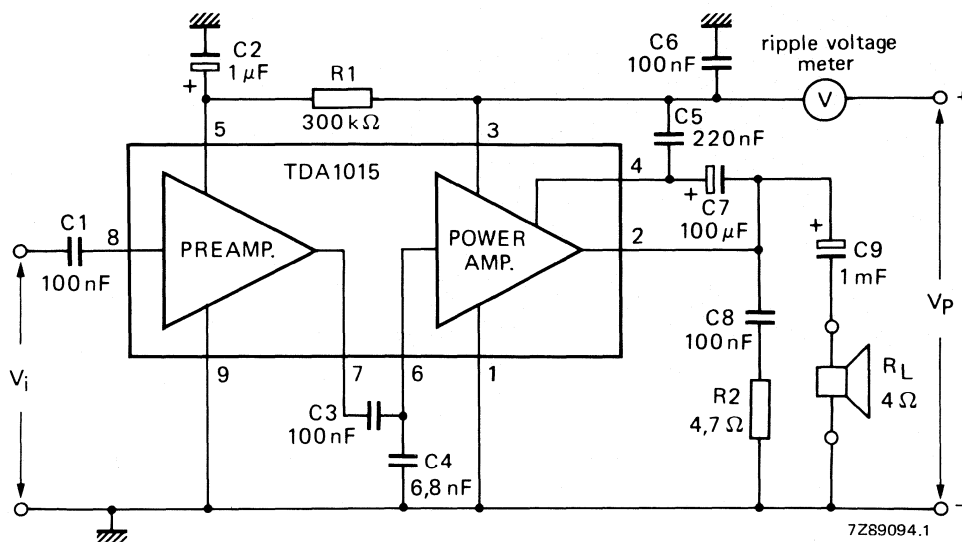 C2
1 μF
+
R1
300 kΩ
C6
100 nF
ripple voltage
meter
V
+
5
3
C5
220 nF
TDA1015
4
+
C7
100 μF
C1
100 nF
8
PREAMP.
POWER
AMP.
2
+
C9
1 mF
Vi
VP
C8
100 nF
9
7
6
1
C3
100 nF
R2
4,7 Ω
RL
4 Ω
C4
6,8 nF
–
7Z89094.1